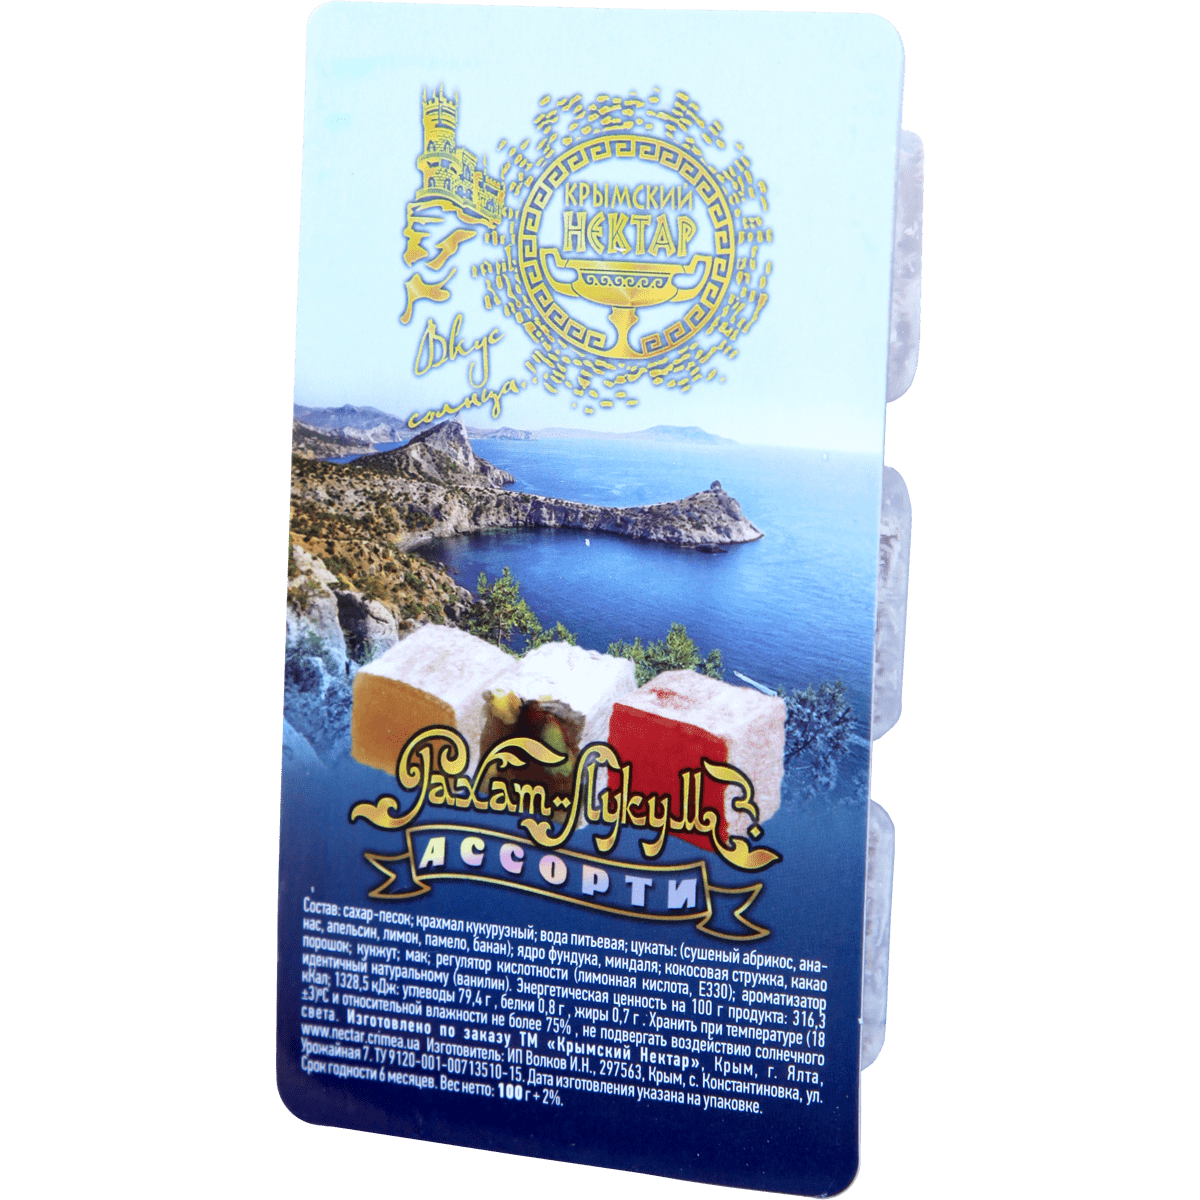 КРЫМСКИЙ
НЕКТАР
Вкус
солнца...
Рахат-Лукум
АССОРТИ
Состав: сахар-песок; крахмал кукурузный; вода питьевая; цукаты: (сушеный абрикос, ана-
нас, апельсин, лимон, памело, банан); ядро фундука, миндаля; кокосовая стружка, какао
порошок; кунжут; мак; регулятор кислотности (лимонная кислота, Е330); ароматизатор
идентичный натуральному (ванилин). Энергетическая ценность на 100 г продукта: 316,3
кКал; 1328,5 кДж: углеводы 79,4 г , белки 0,8 г , жиры 0,7 г . Хранить при температуре (18
±3)°С и относительной влажности не более 75% , не подвергать воздействию солнечного
света. Изготовлено по заказу ТМ «Крымский Нектар», Крым, г. Ялта,
www.nectar.crimea.ua Изготовитель: ИП Волков И.Н., 297563, Крым, с. Константиновка, ул.
Урожайная 7. ТУ 9120-001-00713510-15. Дата изготовления указана на упаковке.
Срок годности 6 месяцев. Вес нетто: 100 г + 2%.